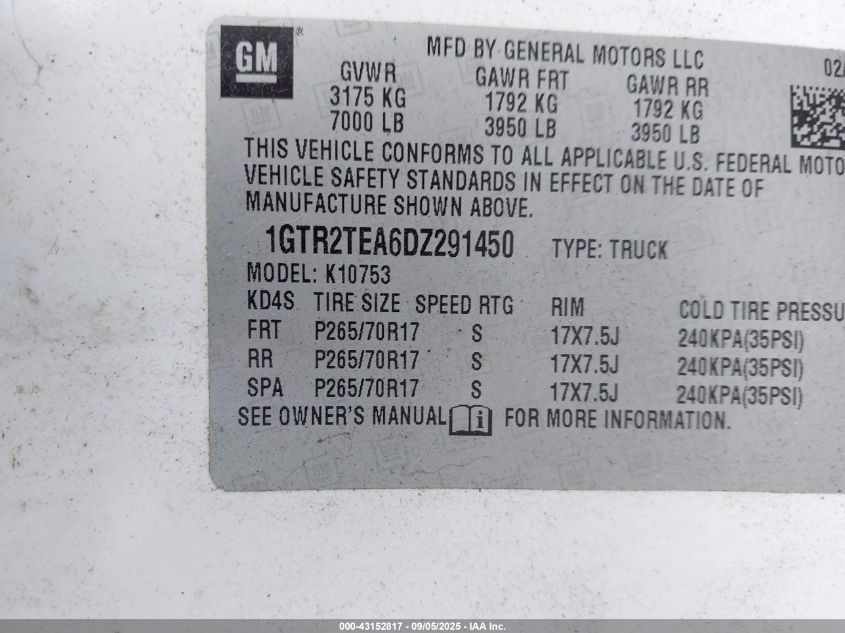 GM ®
MFD BY GENERAL MOTORS LLC
02/
GVWR GAWR FRT GAWR RR
3175 KG 1792 KG 1792 KG
7000 LB 3950 LB 3950 LB
THIS VEHICLE CONFORMS TO ALL APPLICABLE U.S. FEDERAL MOTO
VEHICLE SAFETY STANDARDS IN EFFECT ON THE DATE OF
MANUFACTURE SHOWN ABOVE.
1GTR2TEA6DZ291450 TYPE: TRUCK
MODEL: K10753
KD4S TIRE SIZE SPEED RTG RIM COLD TIRE PRESSU
FRT P265/70R17 S 17X7.5J 240KPA(35PSI)
RR P265/70R17 S 17X7.5J 240KPA(35PSI)
SPA P265/70R17 S 17X7.5J 240KPA(35PSI)
SEE OWNER'S MANUAL i FOR MORE INFORMATION.
000-43152817 - 09/05/2025 - IAA Inc.